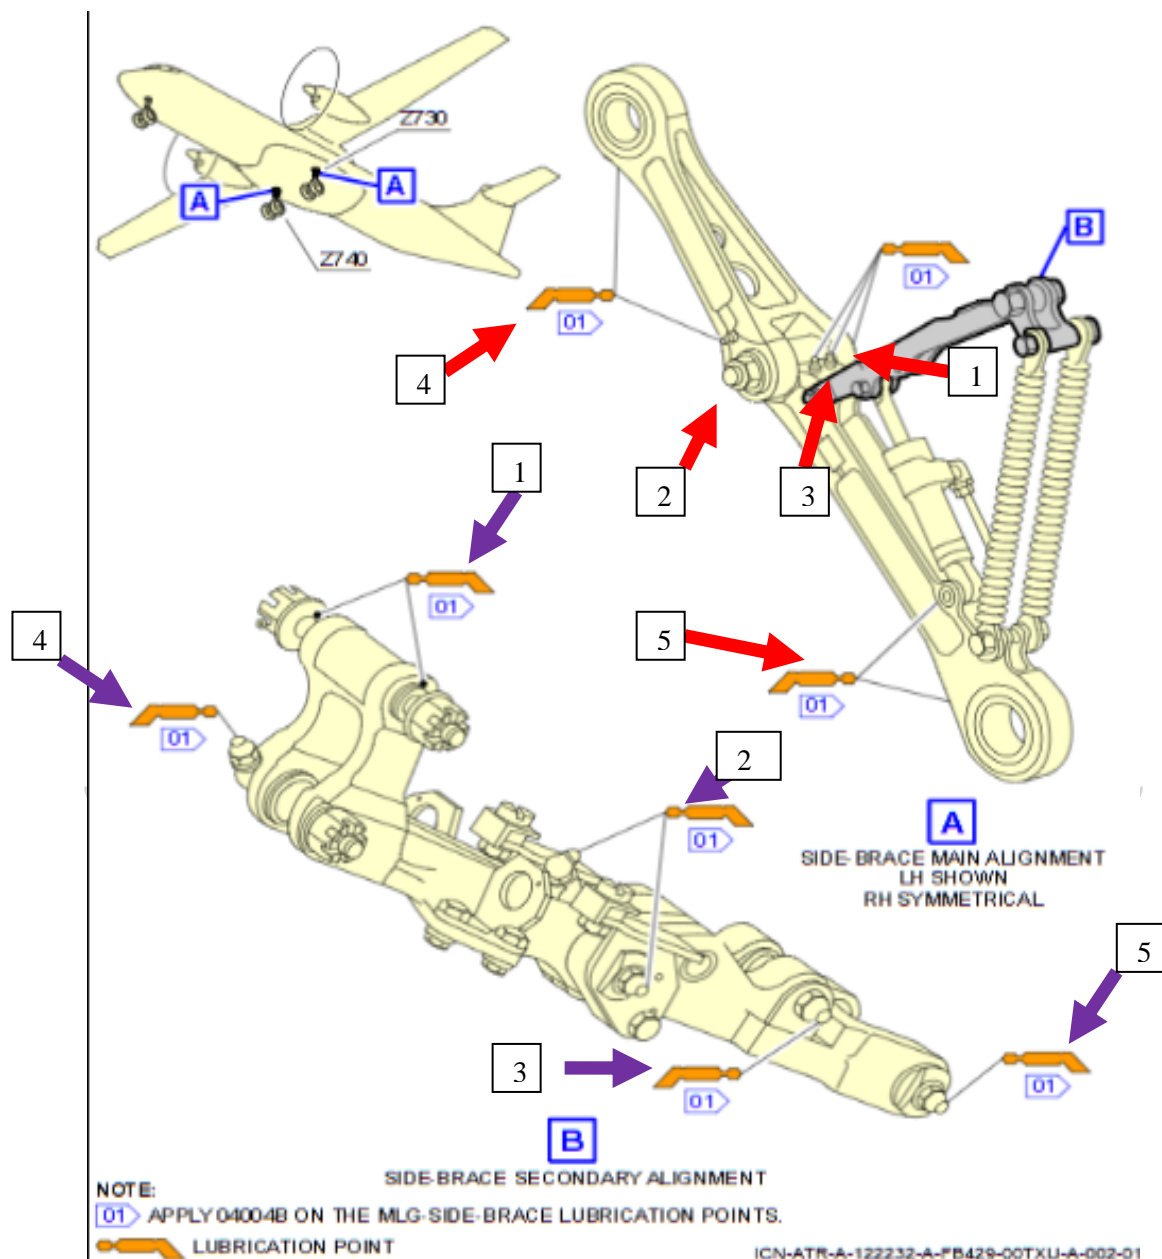 Z730
A
A
Z740
B
01
01
4
1
2
3
1
01
4
5
01
01
2
01
A
SIDE-BRACE MAIN ALIGNMENT
LH SHOWN
RH SYMMETRICAL
5
3
01
01
B
SIDE-BRACE SECONDARY ALIGNMENT
NOTE:
01 APPLY 04004B ON THE MLG-SIDE-BRACE LUBRICATION POINTS.
LUBRICATION POINT
ICN-ATR-A-122232-A-FB429-00TXU-A-002-01